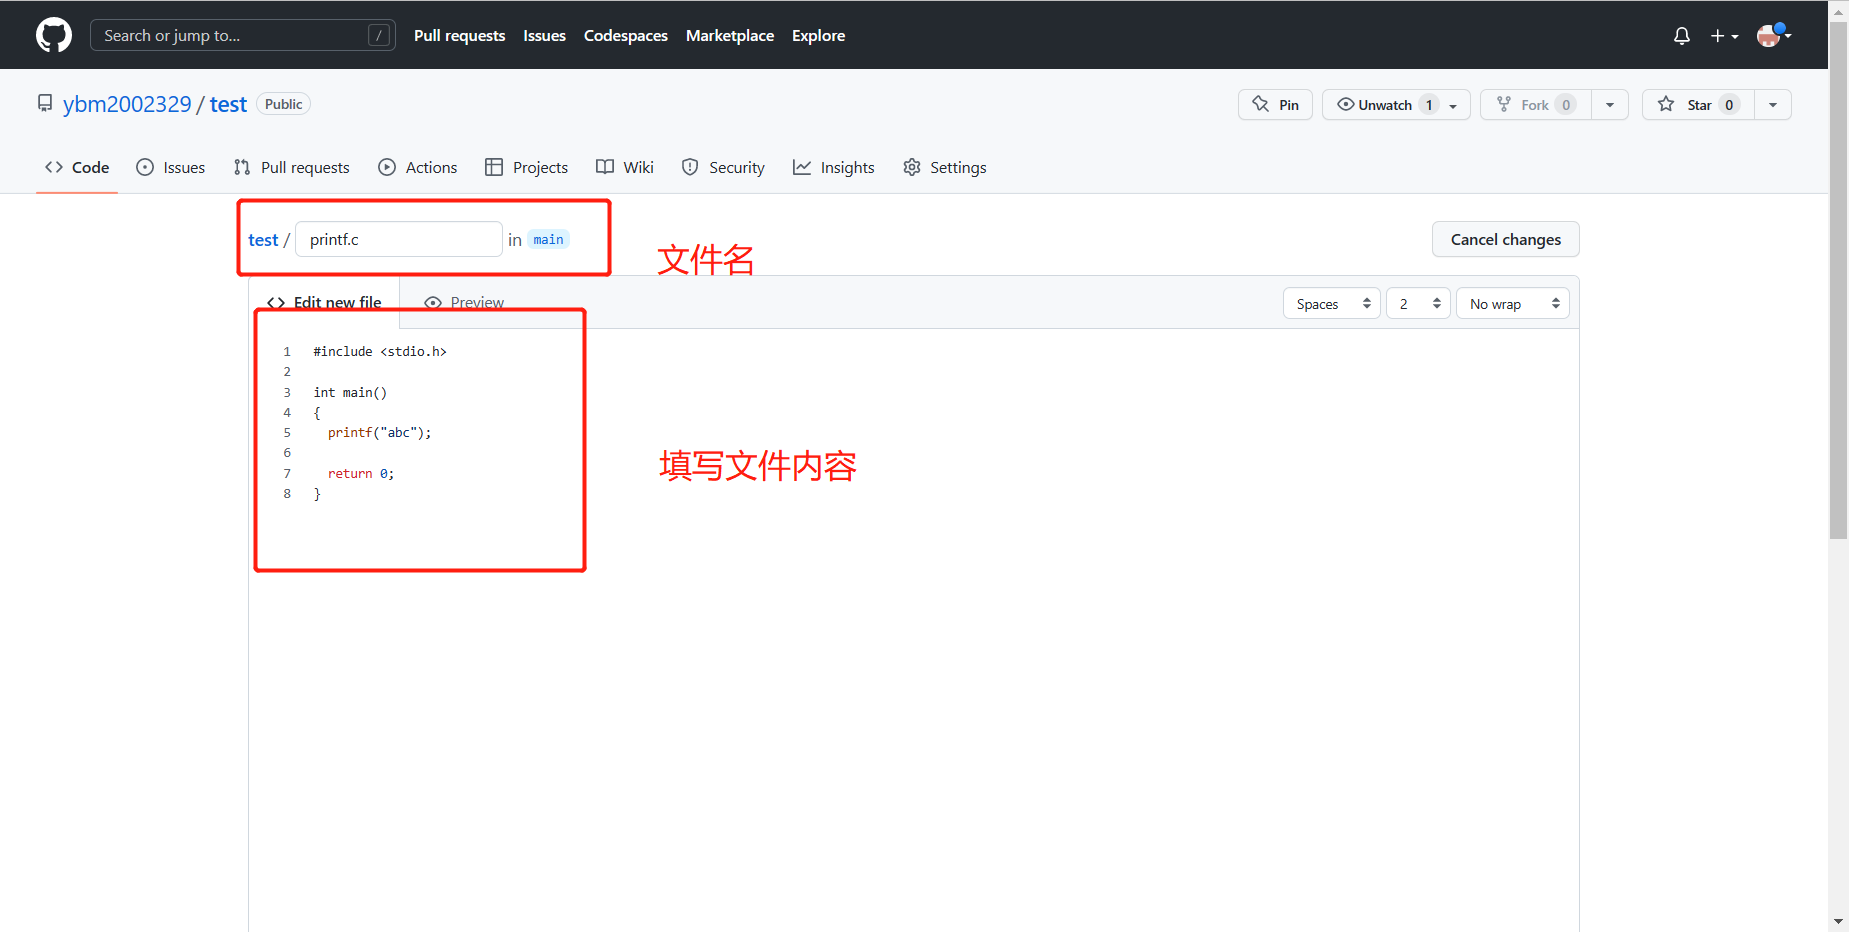 Search or jump to... /
Pull requests Issues Codespaces Marketplace Explore
ybm2002329 / test Public
Pin Unwatch 1 Fork 0 Star 0
Code Issues Pull requests Actions Projects Wiki Security Insights Settings
test / printf.c in main
文件名
Cancel changes
Edit new file Preview
Spaces 2 No wrap
1 #include <stdio.h>
2
3 int main()
4 {
5 printf("abc");
6
7 return 0;
8 }
填写文件内容